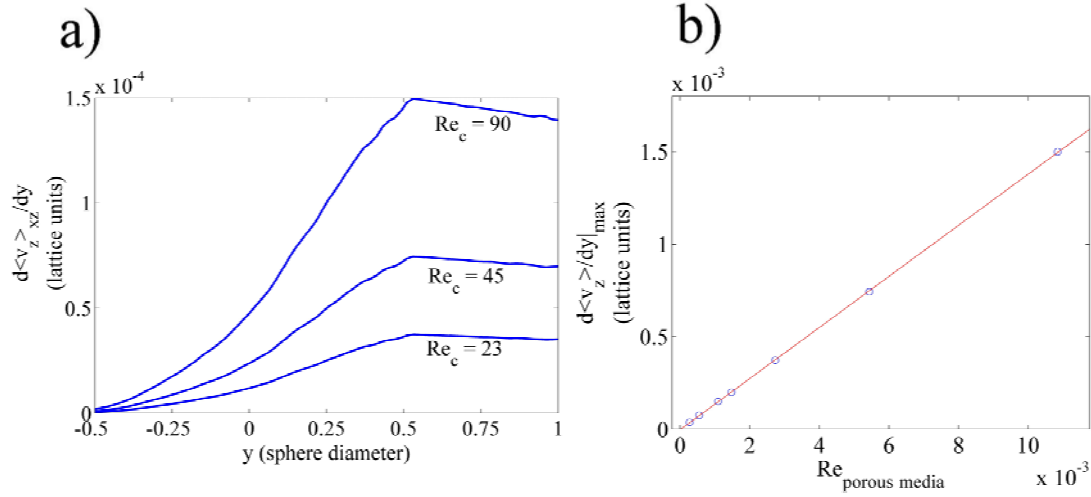 a)
x 10⁻⁴
1.5
1
0.5
0
-0.5
-0.25
0
0.25
0.5
0.75
1
y (sphere diameter)
d<v_z>_xz/dy
(lattice units)
Re_c = 90
Re_c = 45
Re_c = 23
b)
x 10⁻³
1.5
1
0.5
0
0
2
4
6
8
10
x 10⁻³
Re_porous media
d<v_z>/dy|_max
(lattice units)